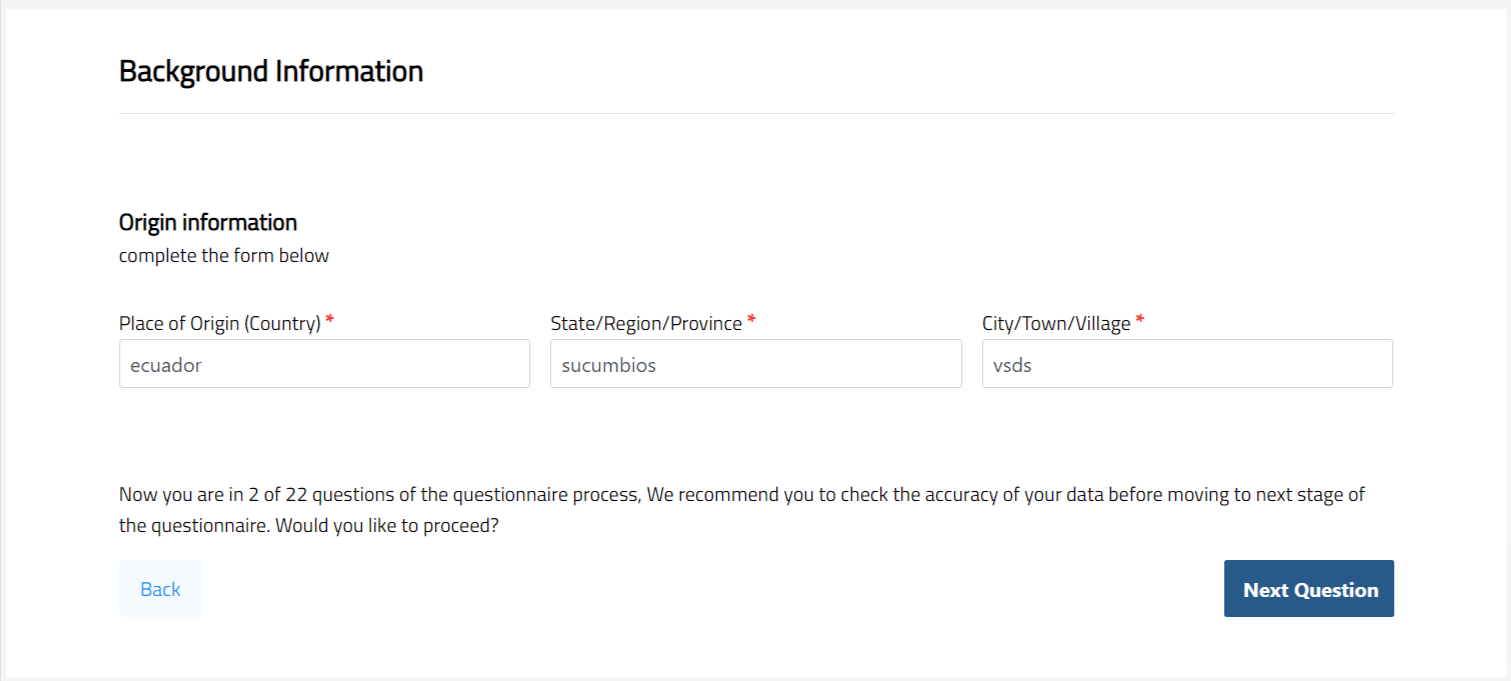 Background Information
Origin information
complete the form below
Place of Origin (Country) *
State/Region/Province *
City/Town/Village *
ecuador
sucumbios
vsds
Now you are in 2 of 22 questions of the questionnaire process, We recommend you to check the accuracy of your data before moving to next stage of
the questionnaire. Would you like to proceed?
Back
Next Question